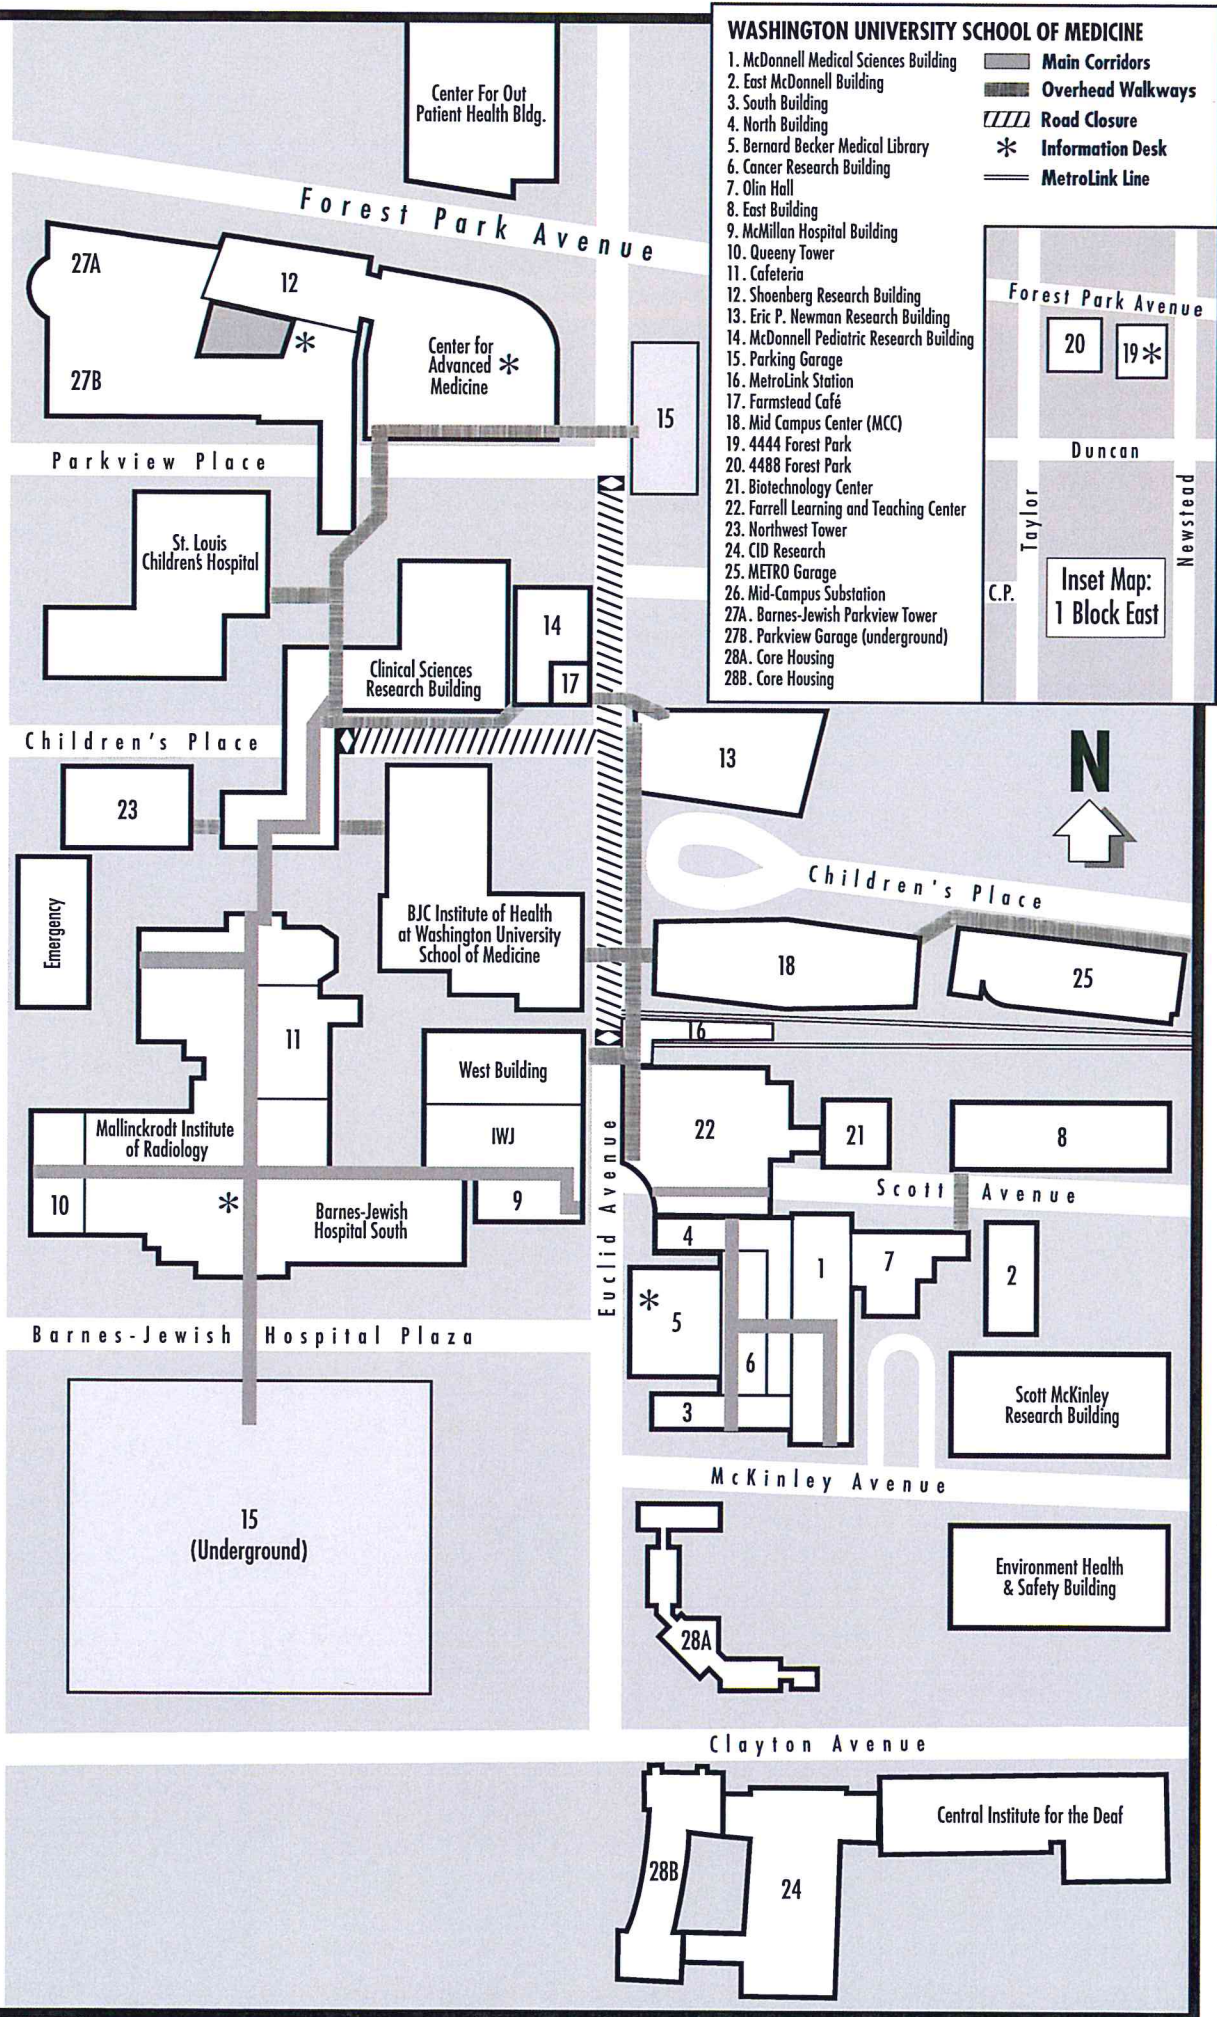 WASHINGTON UNIVERSITY SCHOOL OF MEDICINE
1. McDonnell Medical Sciences Building
2. East McDonnell Building
3. South Building
4. North Building
5. Bernard Becker Medical Library
6. Cancer Research Building
7. Olin Hall
8. East Building
9. McMillan Hospital Building
10. Queeny Tower
11. Cafeteria
12. Shoenberg Research Building
13. Eric P. Newman Research Building
14. McDonnell Pediatric Research Building
15. Parking Garage
16. MetroLink Station
17. Farmstead Café
18. Mid Campus Center (MCC)
19. 4444 Forest Park
20. 4488 Forest Park
21. Biotechnology Center
22. Farrell Learning and Teaching Center
23. Northwest Tower
24. CID Research
25. METRO Garage
26. Mid-Campus Substation
27A. Barnes-Jewish Parkview Tower
27B. Parkview Garage (underground)
28A. Core Housing
28B. Core Housing
Main Corridors
Overhead Walkways
Road Closure
* Information Desk
MetroLink Line
Forest Park Avenue
20
19*
Duncan
Taylor
Newstead
C.P.
Inset Map:
1 Block East
Center For Out
Patient Health Bldg.
Forest Park Avenue
27A
12
*
27B
Center for
Advanced
Medicine *
15
Parkview Place
St. Louis
Children's Hospital
14
Clinical Sciences
Research Building
17
Children's Place
13
N
23
Children's Place
Emergency
BJC Institute of Health
at Washington University
School of Medicine
18
25
11
16
West Building
Mallinckrodt Institute
of Radiology
IWJ
22
21
8
Scott Avenue
10
*
Barnes-Jewish
Hospital South
9
Euclid Avenue
4
1
7
2
*
5
6
3
Barnes-Jewish Hospital Plaza
Scott McKinley
Research Building
McKinley Avenue
15
(Underground)
Environment Health
& Safety Building
28A
Clayton Avenue
Central Institute for the Deaf
28B
24